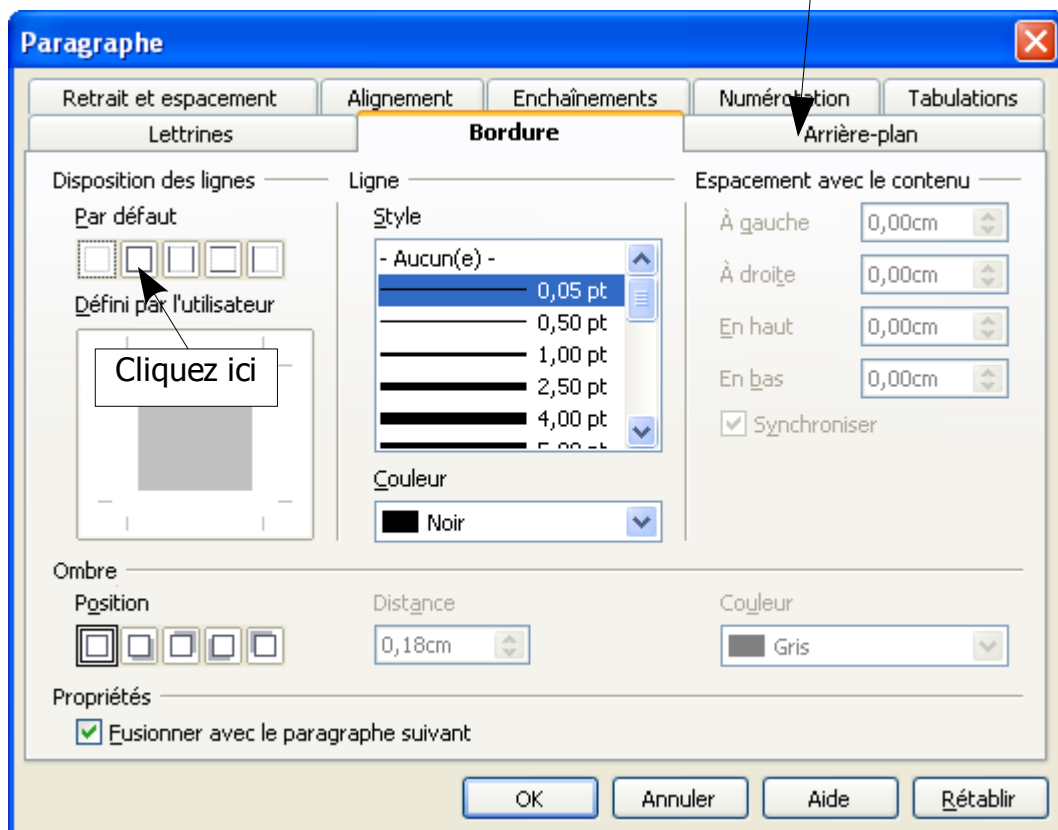 Paragraphe
Retrait et espacement Alignement Enchaînements Numérotation Tabulations
Lettrines Bordure Arrière-plan
Disposition des lignes Ligne Espacement avec le contenu
Par défaut Style À gauche 0,00cm
- Aucun(e) -
0,05 pt À droite 0,00cm
Défini par l'utilisateur 0,50 pt En haut 0,00cm
1,00 pt
Cliquez ici 2,50 pt En bas 0,00cm
4,00 pt Synchroniser
5,00 pt
Couleur
Noir
Ombre
Position Distance Couleur
0,18cm Gris
Propriétés
Fusionner avec le paragraphe suivant
OK Annuler Aide Rétablir